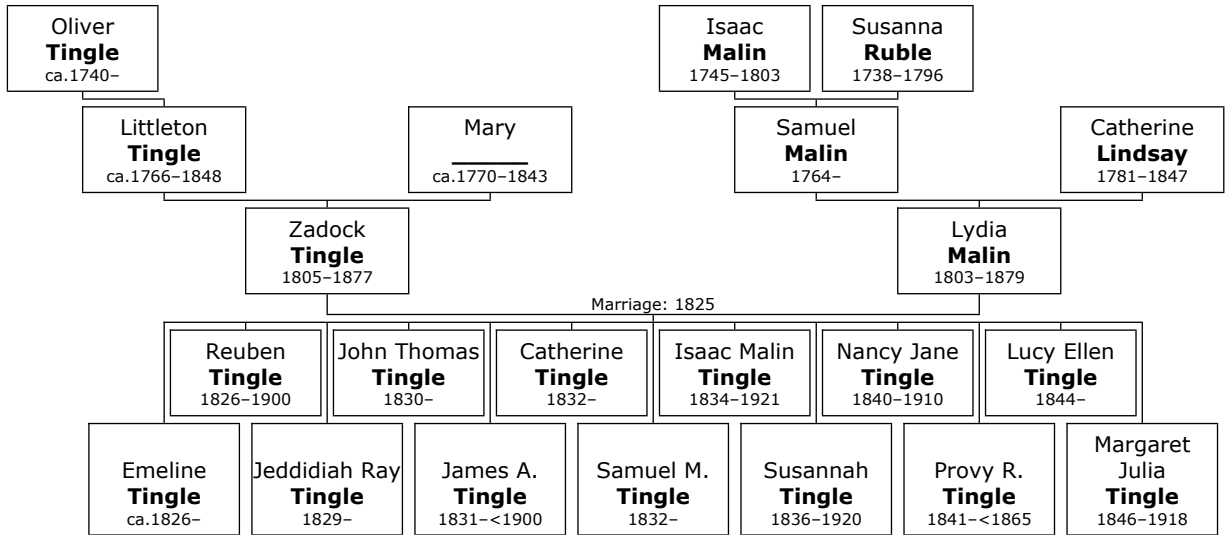 Oliver
Tingle
ca.1740–
Isaac
Malin
1745–1803
Susanna
Ruble
1738–1796
Littleton
Tingle
ca.1766–1848
Mary
______
ca.1770–1843
Samuel
Malin
1764–
Catherine
Lindsay
1781–1847
Zadock
Tingle
1805–1877
Lydia
Malin
1803–1879
Marriage: 1825
Reuben
Tingle
1826–1900
John Thomas
Tingle
1830–
Catherine
Tingle
1832–
Isaac Malin
Tingle
1834–1921
Nancy Jane
Tingle
1840–1910
Lucy Ellen
Tingle
1844–
Emeline
Tingle
ca.1826–
Jeddidiah Ray
Tingle
1829–
James A.
Tingle
1831–<1900
Samuel M.
Tingle
1832–
Susannah
Tingle
1836–1920
Provy R.
Tingle
1841–<1865
Margaret
Julia
Tingle
1846–1918